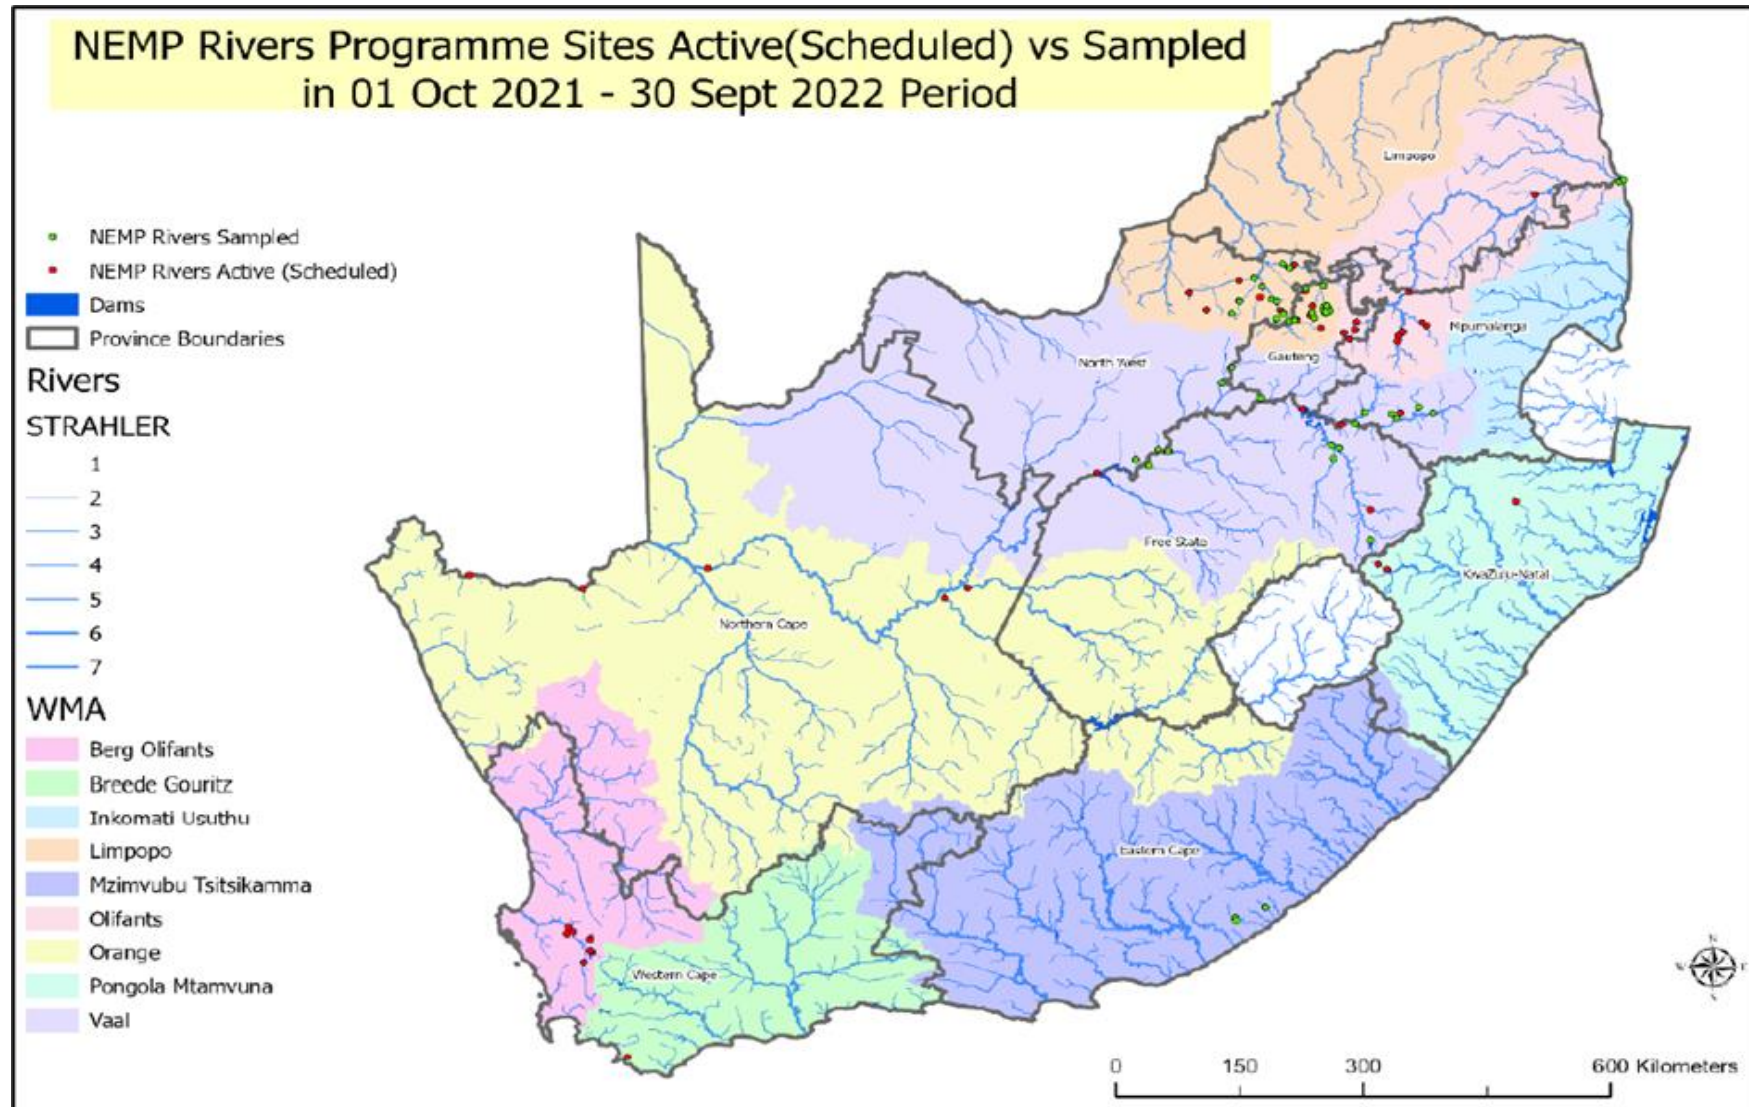 NEMP Rivers Programme Sites Active(Scheduled) vs Sampled
in 01 Oct 2021 - 30 Sept 2022 Period
NEMP Rivers Sampled
NEMP Rivers Active (Scheduled)
Dams
Province Boundaries
Rivers
STRAHLER
1
2
3
4
5
6
7
WMA
Berg Olifants
Breede Gouritz
Inkomati Usuthu
Limpopo
Mzimvubu Tsitsikamma
Olifants
Orange
Pongola Mtamvuna
Vaal
Limpopo
Mpumalanga
North West
Gauteng
Free State
KwaZulu-Natal
Northern Cape
Eastern Cape
Western Cape
N
W
0 150 300 600 Kilometers